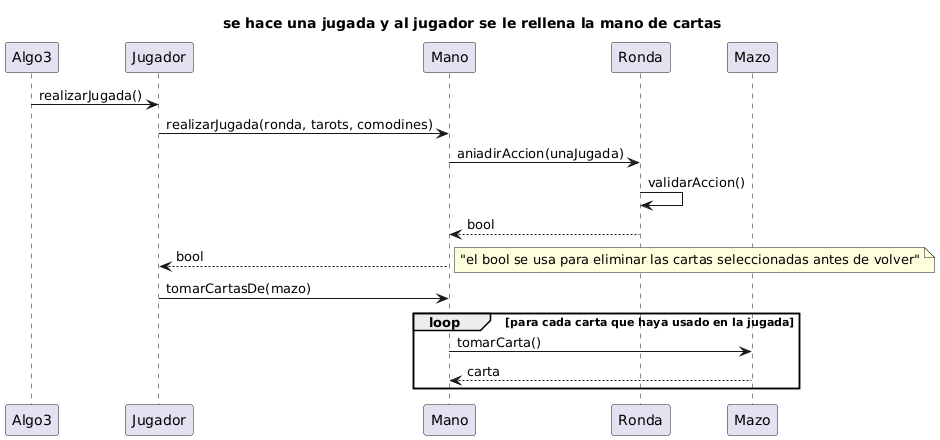 se hace una jugada y al jugador se le rellena la mano de cartas
Algo3 Jugador Mano Ronda Mazo
realizarJugada()
realizarJugada(ronda, tarots, comodines)
aniadirAccion(unaJugada)
validarAccion()
bool
bool
"el bool se usa para eliminar las cartas seleccionadas antes de volver"
tomarCartasDe(mazo)
loop [para cada carta que haya usado en la jugada]
tomarCarta()
carta
Algo3 Jugador Mano Ronda Mazo